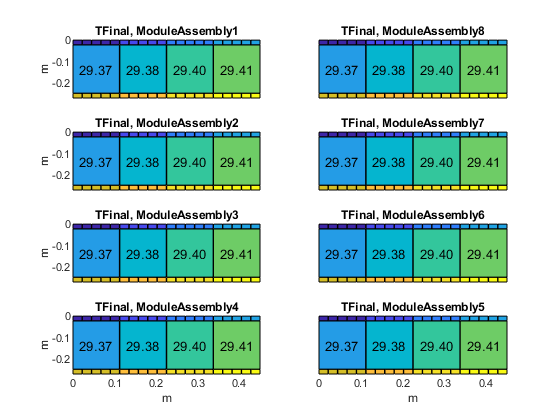 TFinal, ModuleAssembly1
0
-0.1
-0.2
m
29.37 29.38 29.40 29.41
TFinal, ModuleAssembly8
29.37 29.38 29.40 29.41
TFinal, ModuleAssembly2
0
-0.1
-0.2
m
29.37 29.38 29.40 29.41
TFinal, ModuleAssembly7
29.37 29.38 29.40 29.41
TFinal, ModuleAssembly3
0
-0.1
-0.2
m
29.37 29.38 29.40 29.41
TFinal, ModuleAssembly6
29.37 29.38 29.40 29.41
TFinal, ModuleAssembly4
0
-0.1
-0.2
m
29.37 29.38 29.40 29.41
0 0.1 0.2 0.3 0.4
m
TFinal, ModuleAssembly5
29.37 29.38 29.40 29.41
0 0.1 0.2 0.3 0.4
m